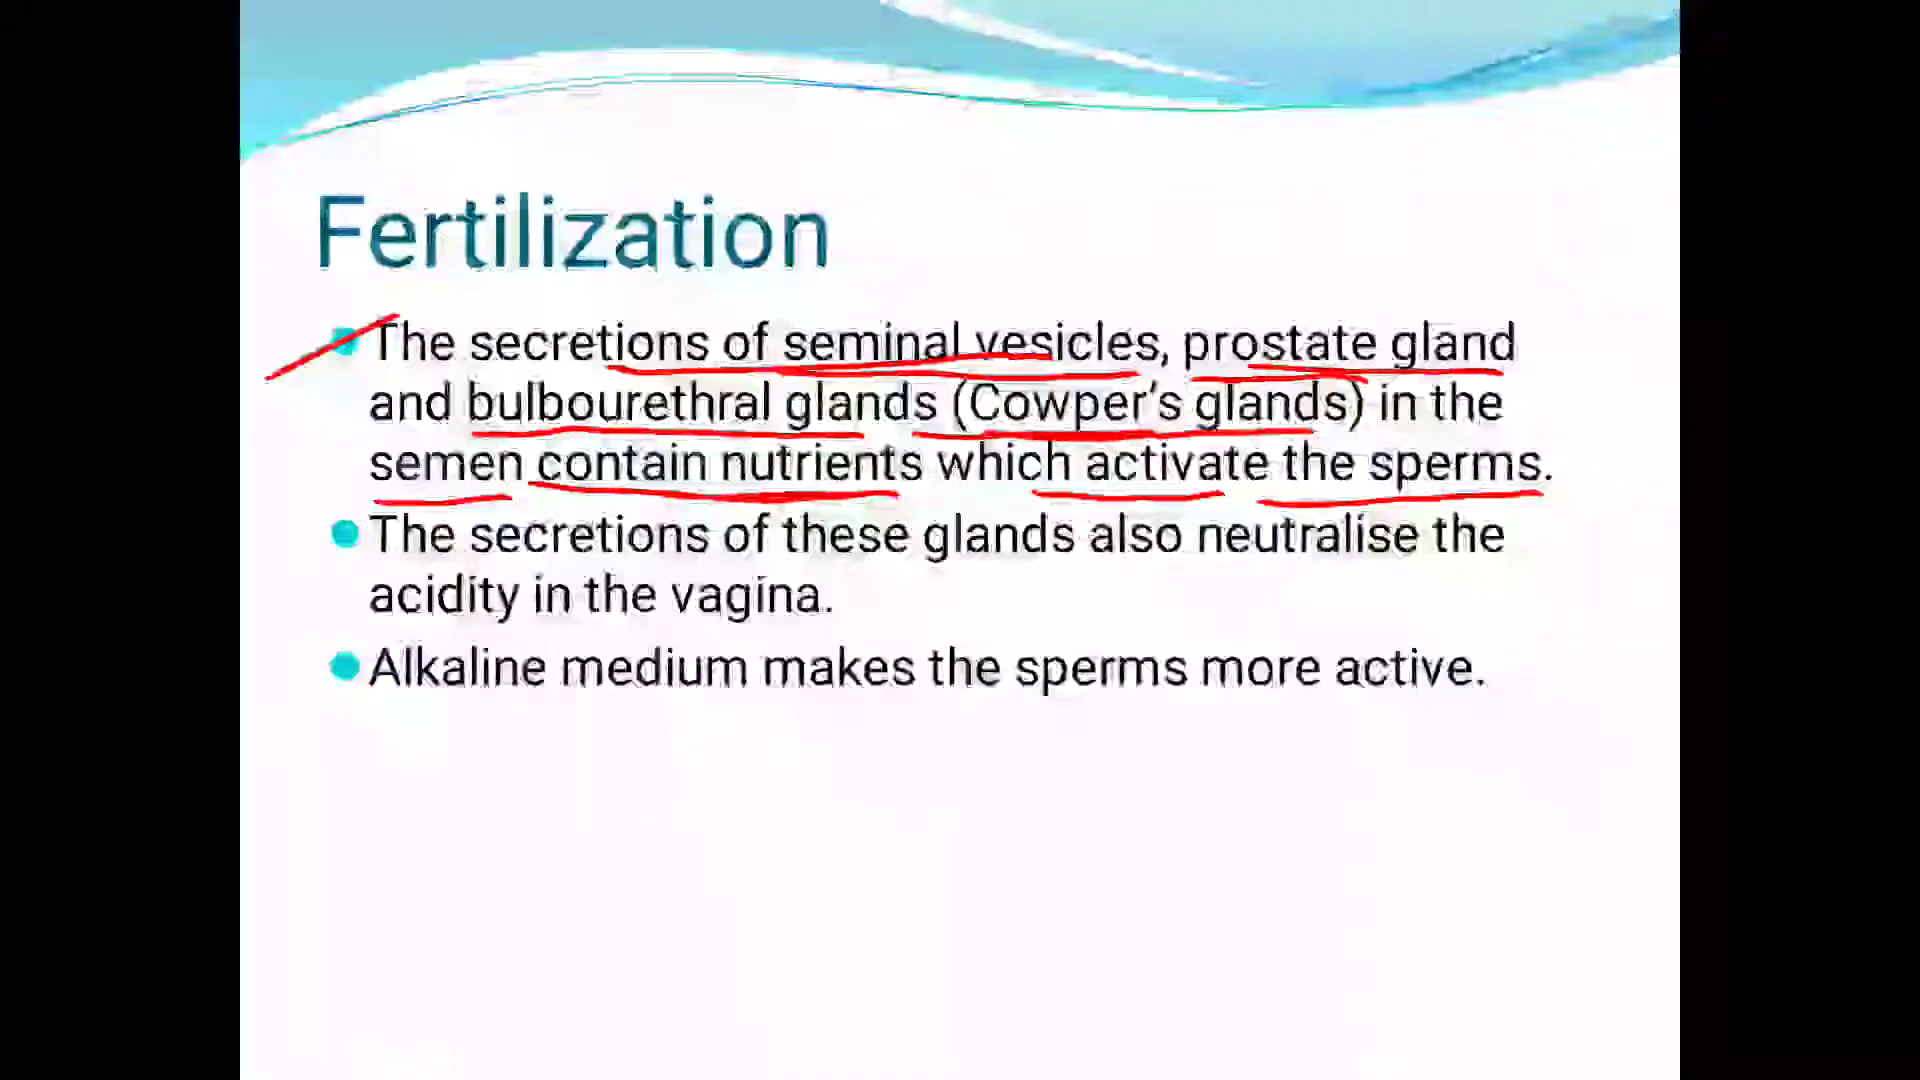 Fertilization
The secretions of seminal vesicles, prostate gland
and bulbourethral glands (Cowper's glands) in the
semen contain nutrients which activate the sperms.
The secretions of these glands also neutralise the
acidity in the vagina.
Alkaline medium makes the sperms more active.